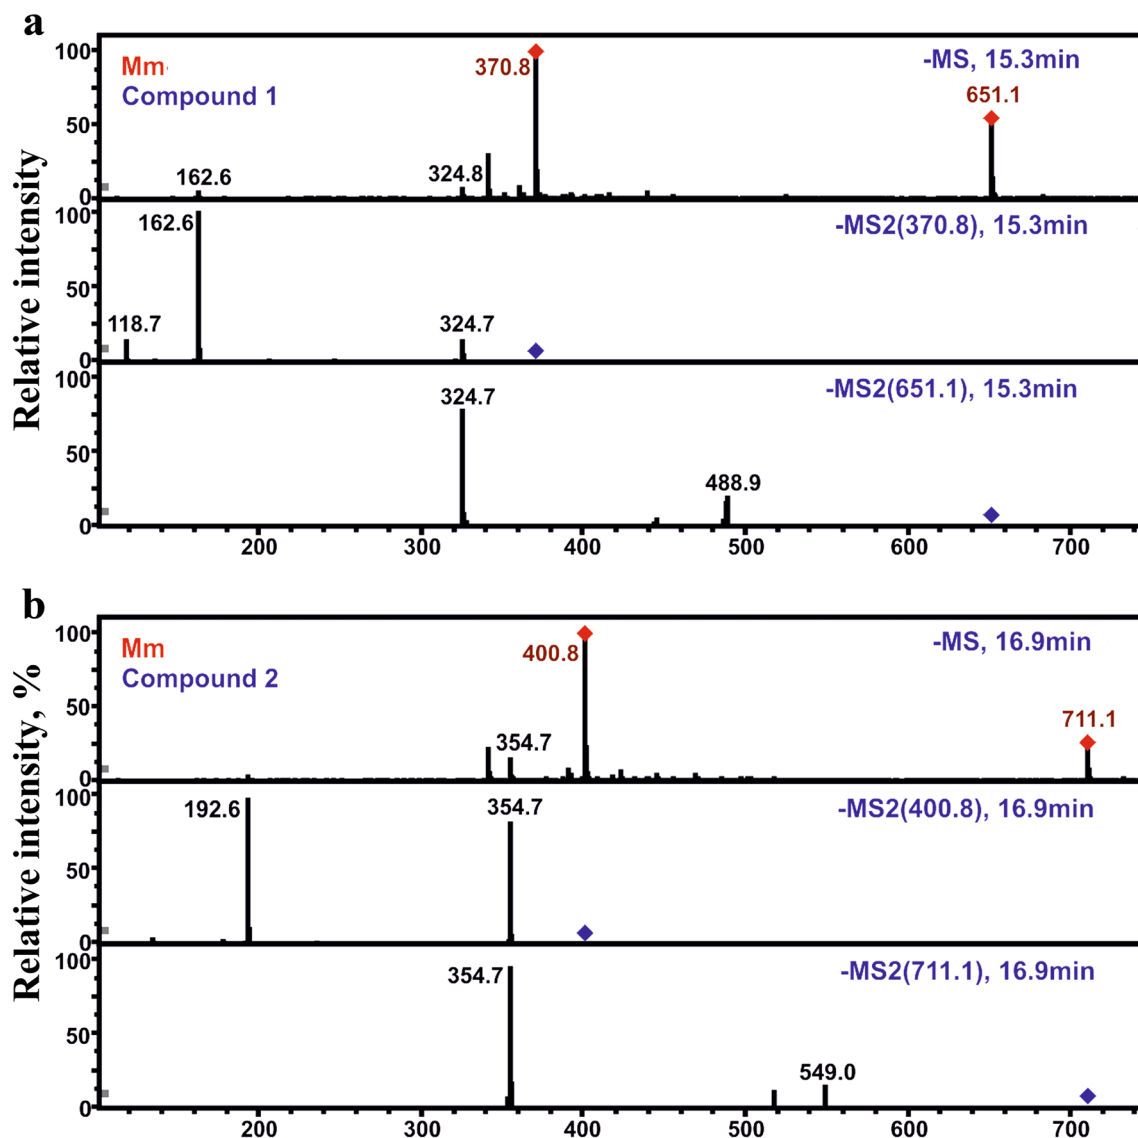 a
Relative intensity
100
50
0
Mm
Compound 1
-MS, 15.3min
370.8
651.1
162.6
324.8
100
50
0
162.6
118.7
324.7
-MS2(370.8), 15.3min
100
50
0
324.7
488.9
-MS2(651.1), 15.3min
200 300 400 500 600 700
b
Relative intensity, %
100
50
0
Mm
Compound 2
-MS, 16.9min
400.8
711.1
354.7
100
50
0
192.6
354.7
-MS2(400.8), 16.9min
100
50
0
354.7
549.0
-MS2(711.1), 16.9min
200 300 400 500 600 700